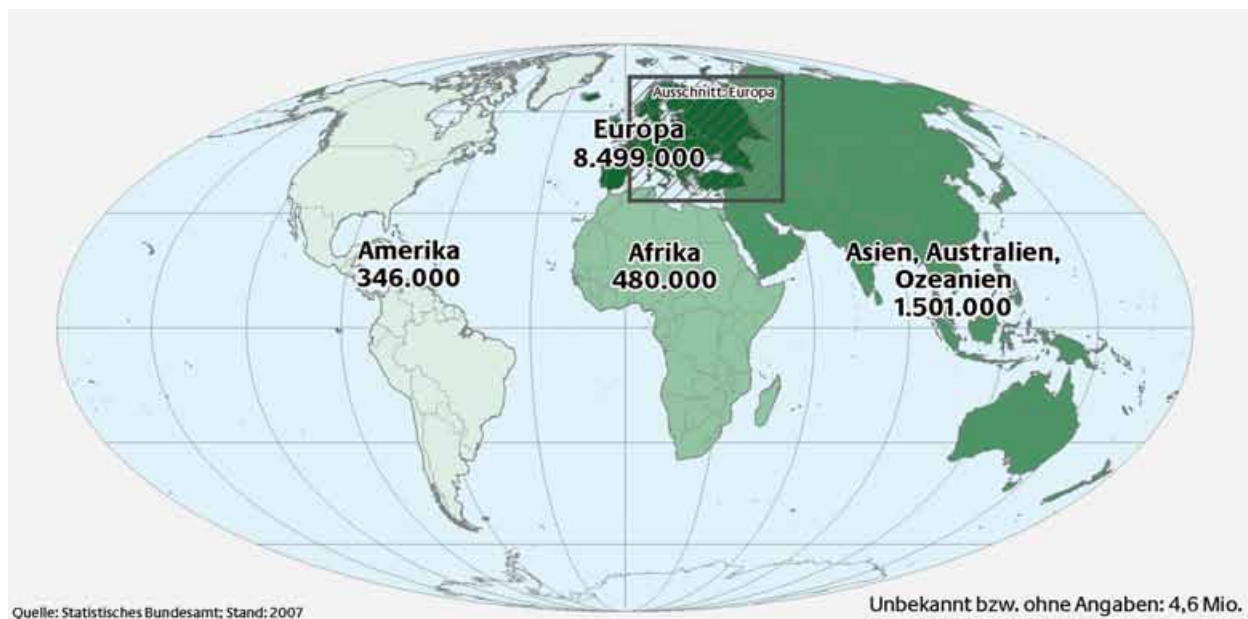 Ausschnitt: Europa
Europa
8.499.000
Amerika
346.000
Afrika
480.000
Asien, Australien,
Ozeanien
1.501.000
Quelle: Statistisches Bundesamt; Stand: 2007
Unbekannt bzw. ohne Angaben: 4,6 Mio.